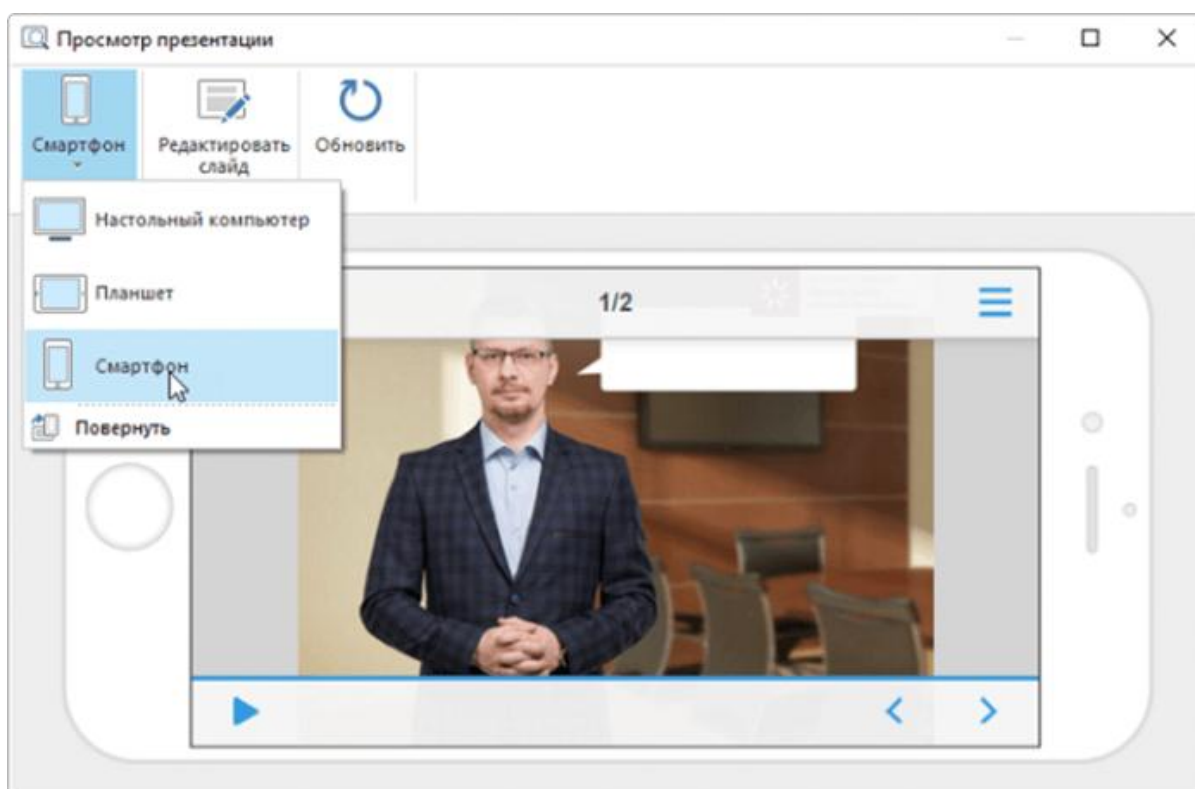 Просмотр презентации
Смартфон
Редактировать
слайд
Обновить
Настольный компьютер
Планшет
Смартфон
Повернуть
1/2